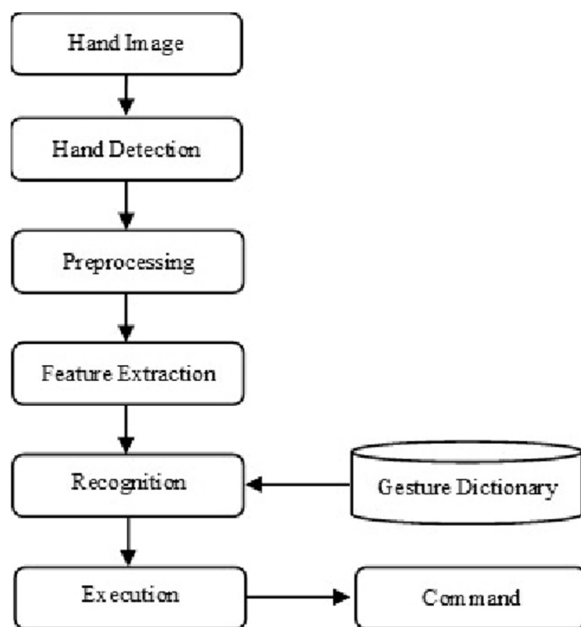 Hand Image
Hand Detection
Preprocessing
Feature Extraction
Recognition
Gesture Dictionary
Execution
Command